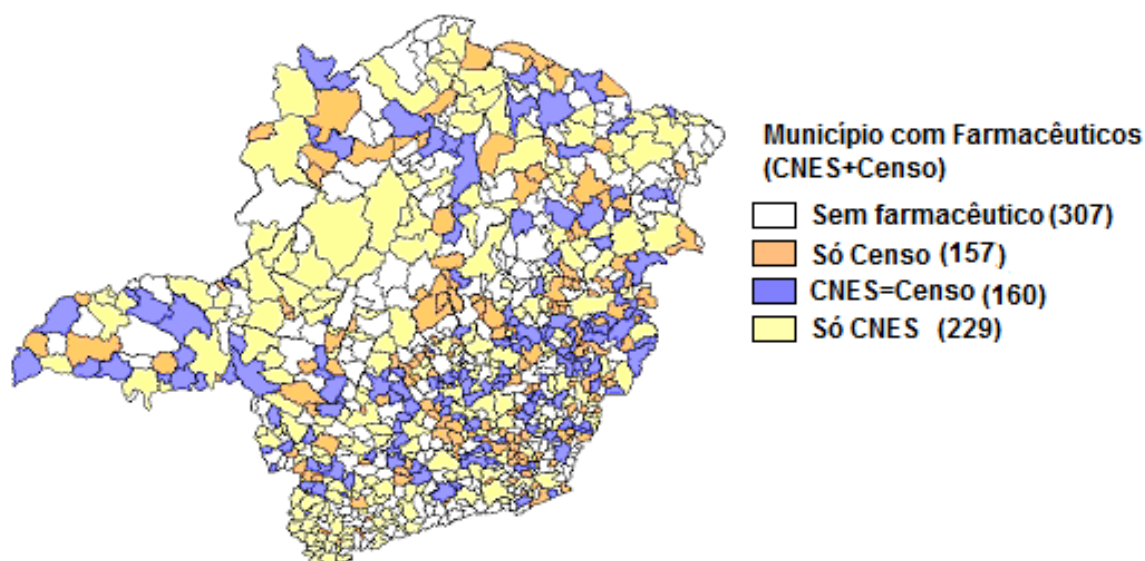 Município com Farmacêuticos
(CNES+Censo)
Sem farmacêutico (307)
Só Censo (157)
CNES=Censo (160)
Só CNES (229)